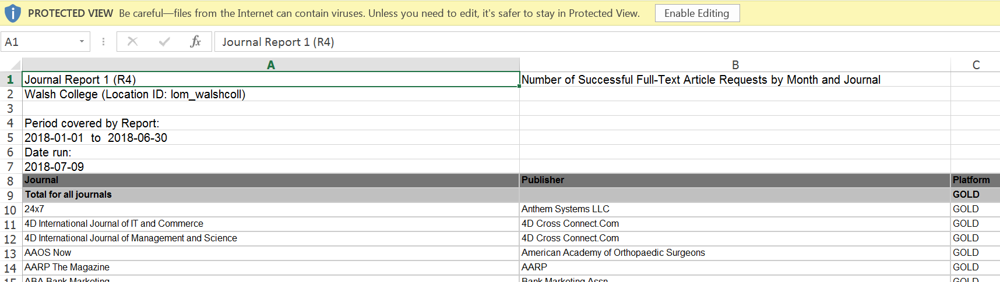 PROTECTED VIEW Be careful—files from the Internet can contain viruses. Unless you need to edit, it's safer to stay in Protected View. Enable Editing
A1 fx Journal Report 1 (R4)
A B C
1 Journal Report 1 (R4) Number of Successful Full-Text Article Requests by Month and Journal
2 Walsh College (Location ID: lom_walshcoll)
3
4 Period covered by Report:
5 2018-01-01 to 2018-06-30
6 Date run:
7 2018-07-09
8 Journal Publisher Platform
9 Total for all journals GOLD
10 24x7 Anthem Systems LLC GOLD
11 4D International Journal of IT and Commerce 4D Cross Connect.Com GOLD
12 4D International Journal of Management and Science 4D Cross Connect.Com GOLD
13 AAOS Now American Academy of Orthopaedic Surgeons GOLD
14 AARP The Magazine AARP GOLD
15 ABA Bank Marketing Bank Marketing Assn GOLD